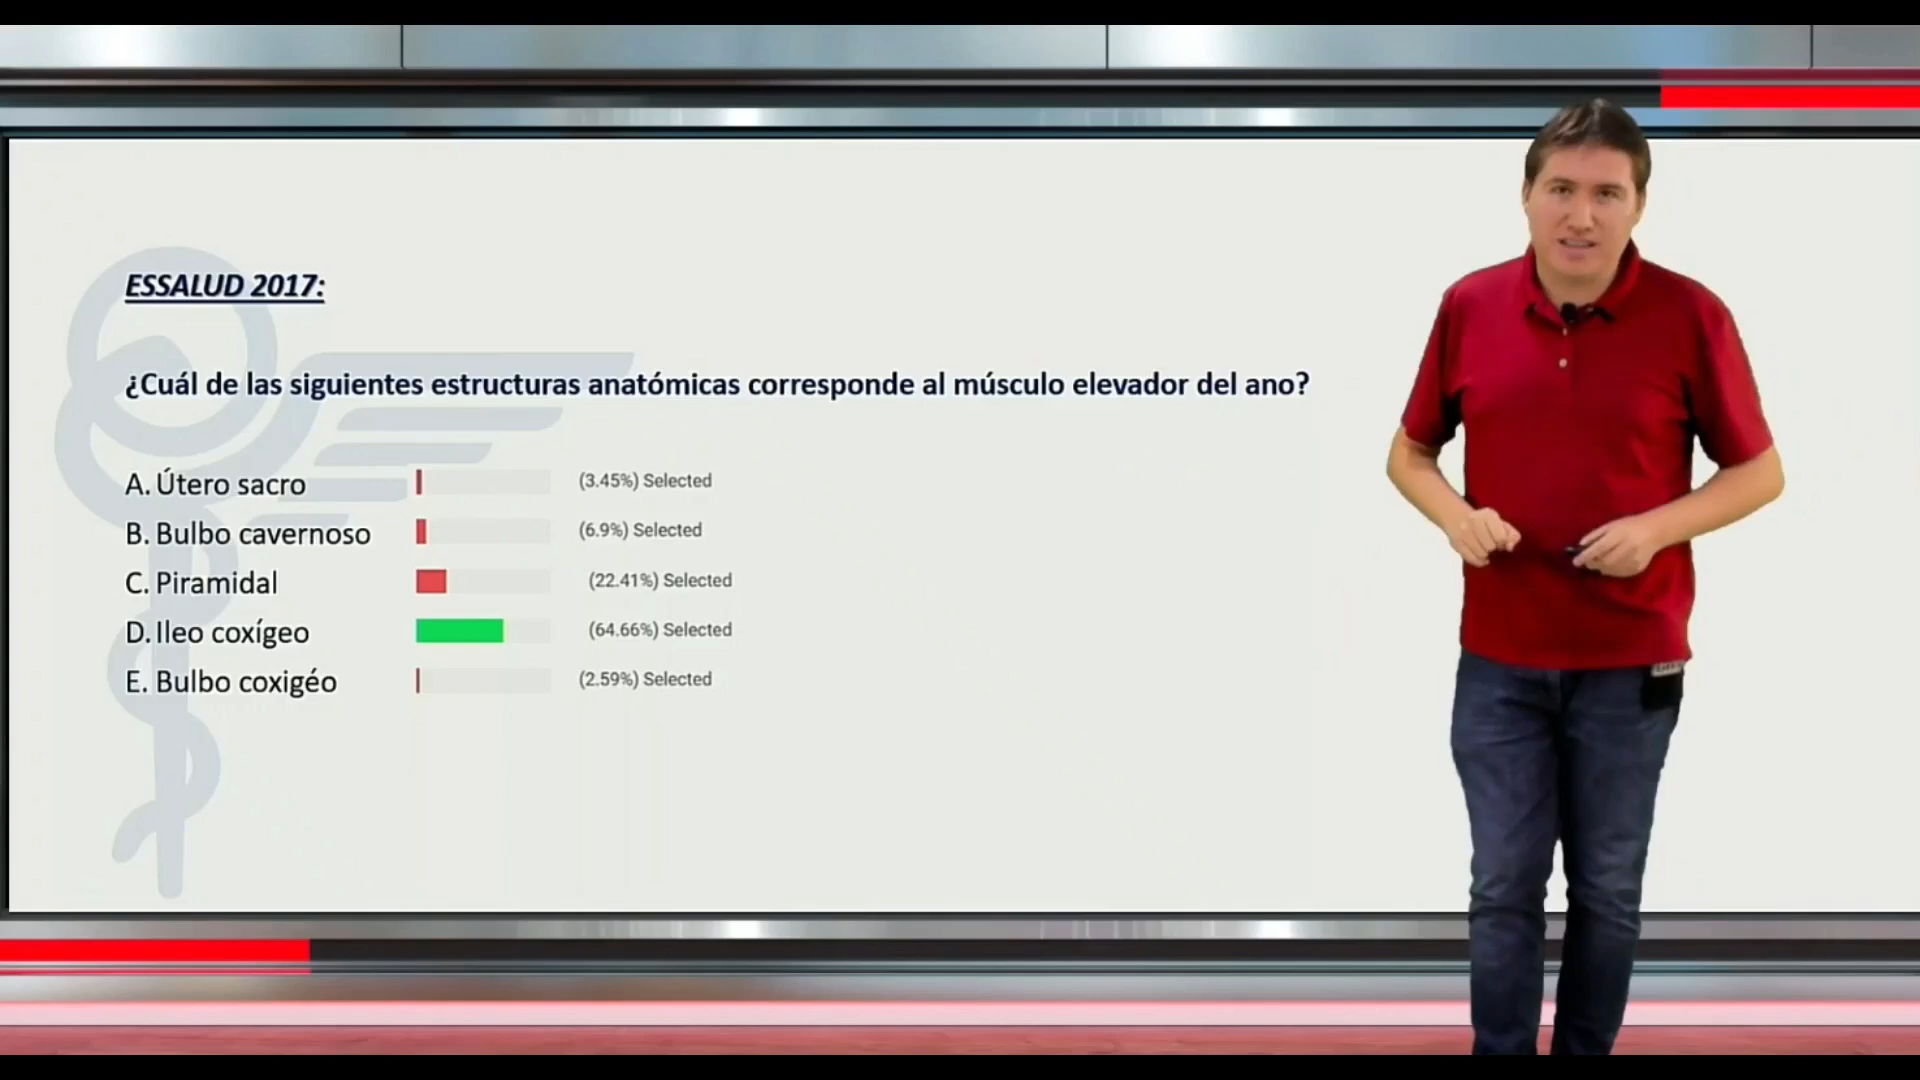 ESSALUD 2017:
¿Cuál de las siguientes estructuras anatómicas corresponde al músculo elevador del ano?
A. Útero sacro (3.45%) Selected
B. Bulbo cavernoso (6.9%) Selected
C. Piramidal (22.41%) Selected
D. Ileo coxígeo (64.66%) Selected
E. Bulbo coxigéo (2.59%) Selected